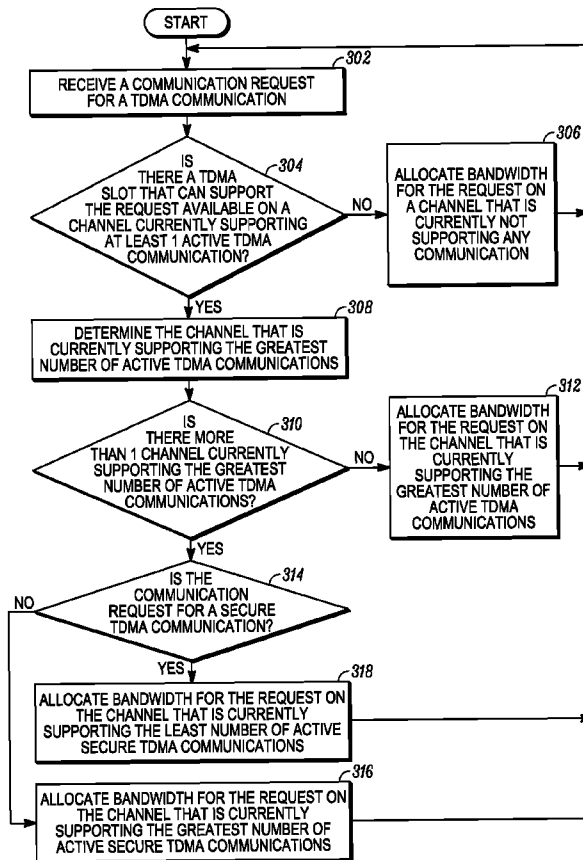 START
302
RECEIVE A COMMUNICATION REQUEST
FOR A TDMA COMMUNICATION
304
IS
THERE A TDMA
SLOT THAT CAN SUPPORT
THE REQUEST AVAILABLE ON A
CHANNEL CURRENTLY SUPPORTING
AT LEAST 1 ACTIVE TDMA
COMMUNICATION?
NO
306
ALLOCATE BANDWIDTH
FOR THE REQUEST ON
A CHANNEL THAT IS
CURRENTLY NOT
SUPPORTING ANY
COMMUNICATION
YES
308
DETERMINE THE CHANNEL THAT IS
CURRENTLY SUPPORTING THE GREATEST
NUMBER OF ACTIVE TDMA COMMUNICATIONS
310
IS
THERE MORE
THAN 1 CHANNEL CURRENTLY
SUPPORTING THE GREATEST
NUMBER OF ACTIVE TDMA
COMMUNICATIONS?
NO
312
ALLOCATE BANDWIDTH
FOR THE REQUEST ON
THE CHANNEL THAT IS
CURRENTLY
SUPPORTING THE
GREATEST NUMBER OF
ACTIVE TDMA
COMMUNICATIONS
YES
314
IS THE
COMMUNICATION
REQUEST FOR A SECURE
TDMA COMMUNICATION?
NO
YES
318
ALLOCATE BANDWIDTH FOR THE REQUEST ON
THE CHANNEL THAT IS CURRENTLY
SUPPORTING THE LEAST NUMBER OF ACTIVE
SECURE TDMA COMMUNICATIONS
316
ALLOCATE BANDWIDTH FOR THE REQUEST ON
THE CHANNEL THAT IS CURRENTLY
SUPPORTING THE GREATEST NUMBER OF
ACTIVE SECURE TDMA COMMUNICATIONS